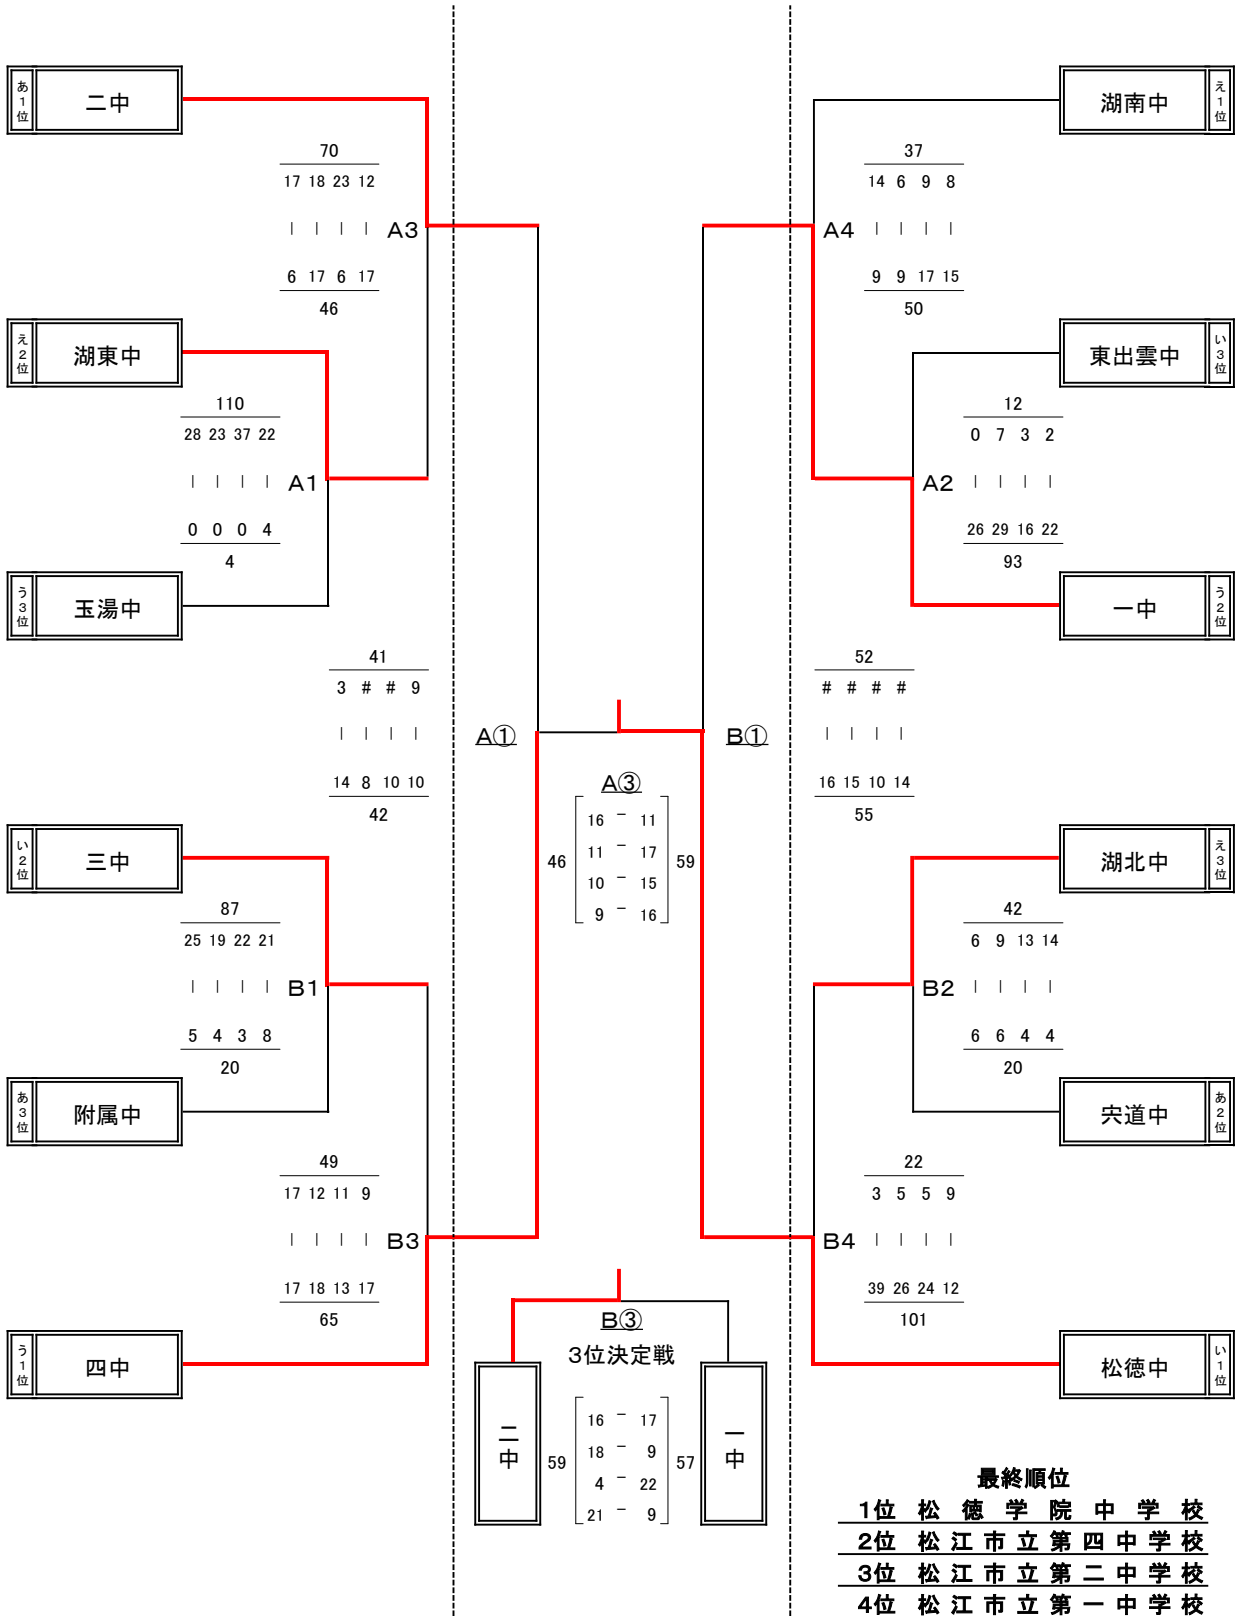 あ1位 二中
70
17 18 23 12
| | | | A3
6 17 6 17
46
え2位 湖東中
110
28 23 37 22
| | | | A1
0 0 0 4
4
う3位 玉湯中
41
3 # # 9
| | | | A①
14 8 10 10
42
い2位 三中
87
25 19 22 21
| | | | B1
5 4 3 8
20
あ3位 附属中
49
17 12 11 9
| | | | B3
17 18 13 17
65
う1位 四中
湖南中 え1位
37
14 6 9 8
A4 | | | |
9 9 17 15
50
東出雲中 い3位
12
0 7 3 2
A2 | | | |
26 29 16 22
93
一中 う2位
52
# # # #
B① | | | |
16 15 10 14
55
湖北中 え3位
42
6 9 13 14
B2 | | | |
6 6 4 4
20
宍道中 あ2位
22
3 5 5 9
B4 | | | |
39 26 24 12
101
松徳中 い1位
A③
16 － 11
46 11 － 17 59
10 － 15
9 － 16
B③
3位決定戦
二中 一中
16 － 17
59 18 － 9 57
4 － 22
21 － 9
最終順位
1位 松徳学院中学校
2位 松江市立第四中学校
3位 松江市立第二中学校
4位 松江市立第一中学校